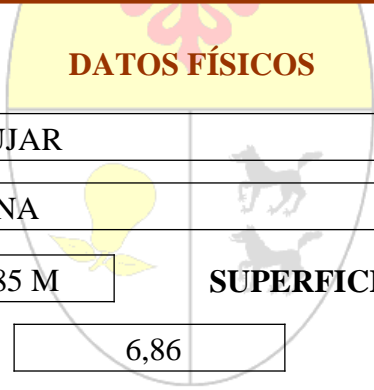 DATOS FÍSICOS
UJAR
NA
85 M SUPERFICI
6,86